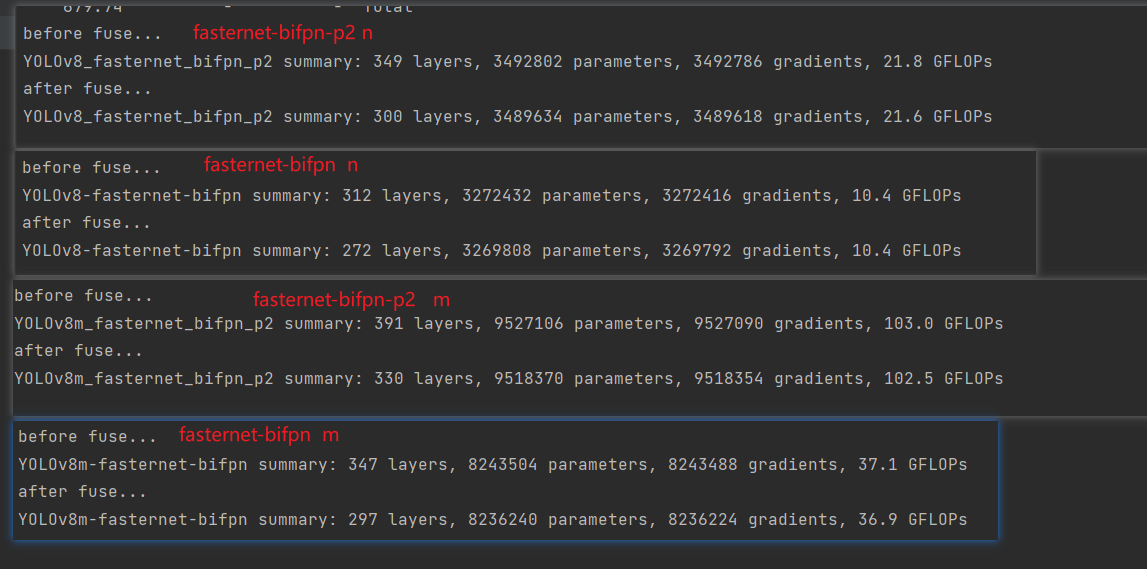 679.74 - - Total
before fuse... fasternet-bifpn-p2 n
YOLOv8_fasternet_bifpn_p2 summary: 349 layers, 3492802 parameters, 3492786 gradients, 21.8 GFLOPs
after fuse...
YOLOv8_fasternet_bifpn_p2 summary: 300 layers, 3489634 parameters, 3489618 gradients, 21.6 GFLOPs
before fuse... fasternet-bifpn n
YOLOv8-fasternet-bifpn summary: 312 layers, 3272432 parameters, 3272416 gradients, 10.4 GFLOPs
after fuse...
YOLOv8-fasternet-bifpn summary: 272 layers, 3269808 parameters, 3269792 gradients, 10.4 GFLOPs
before fuse... fasternet-bifpn-p2 m
YOLOv8m_fasternet_bifpn_p2 summary: 391 layers, 9527106 parameters, 9527090 gradients, 103.0 GFLOPs
after fuse...
YOLOv8m_fasternet_bifpn_p2 summary: 330 layers, 9518370 parameters, 9518354 gradients, 102.5 GFLOPs
before fuse... fasternet-bifpn m
YOLOv8m-fasternet-bifpn summary: 347 layers, 8243504 parameters, 8243488 gradients, 37.1 GFLOPs
after fuse...
YOLOv8m-fasternet-bifpn summary: 297 layers, 8236240 parameters, 8236224 gradients, 36.9 GFLOPs